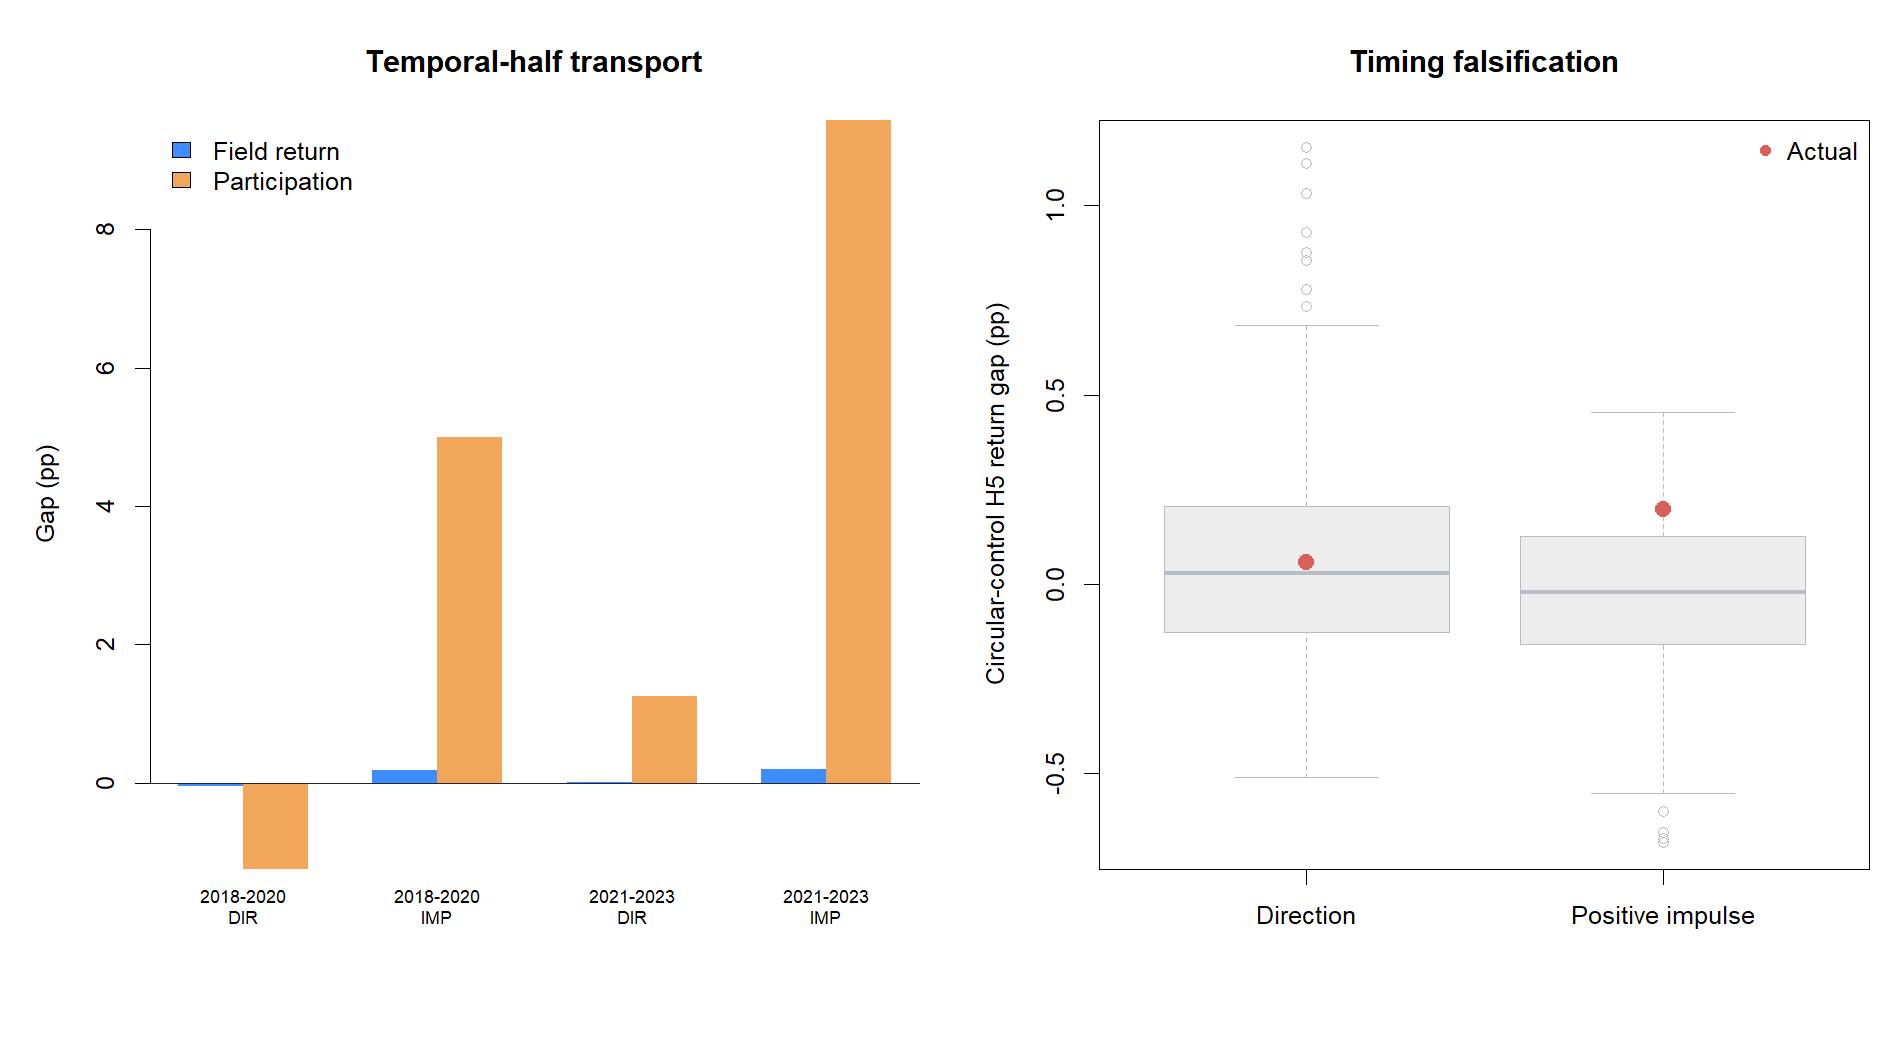 Temporal-half transport
Field return
Participation
Gap (pp)
8
6
4
2
0
2018-2020
DIR
2018-2020
IMP
2021-2023
DIR
2021-2023
IMP
Timing falsification
Actual
Circular-control H5 return gap (pp)
1.0
0.5
0.0
-0.5
Direction
Positive impulse